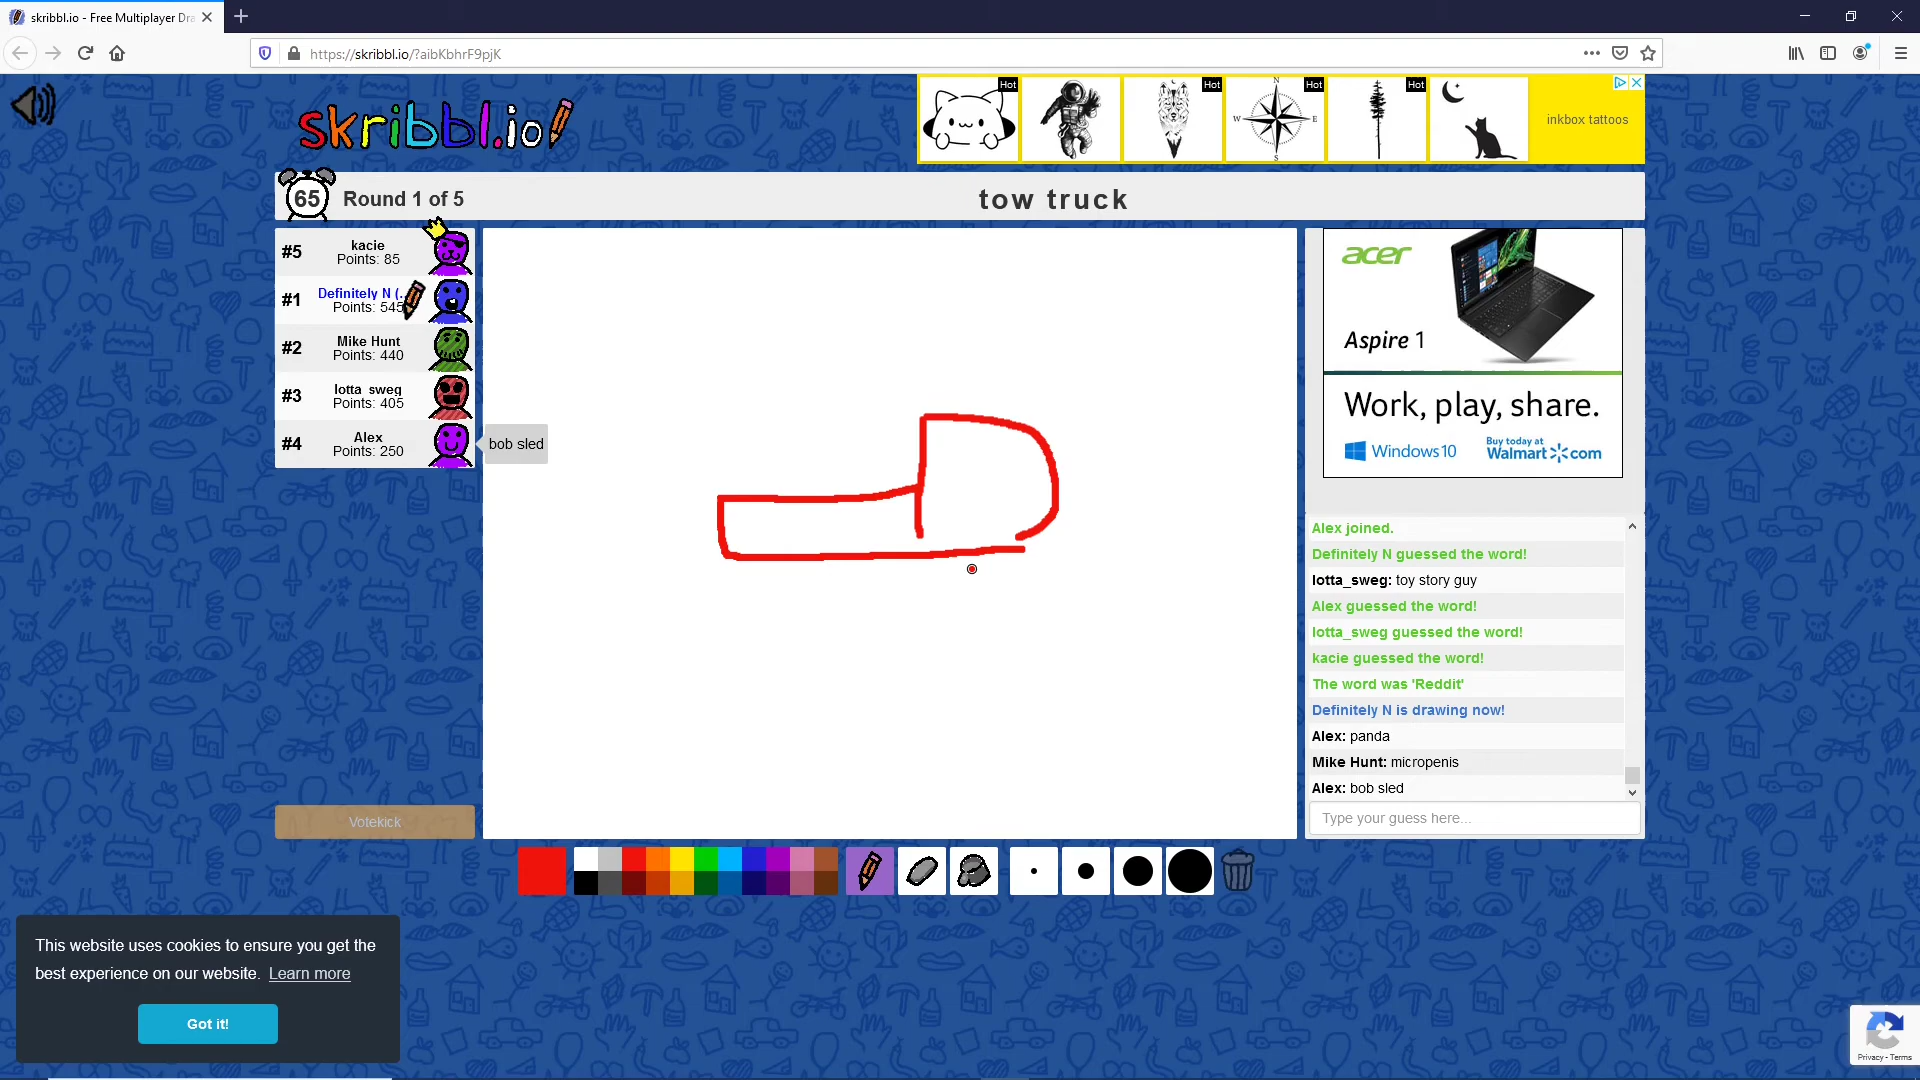 skribbl.io - Free Multiplayer Dra
https://skribbl.io/?aibKbhrF9pjK
skribbl.io
Hot
Hot
Hot
Hot
N
W
E
S
inkbox tattoos
65
Round 1 of 5
tow truck
#5
kacie
Points: 85
#1
Definitely N (...
Points: 545
#2
Mike Hunt
Points: 440
#3
lotta_sweg
Points: 405
#4
Alex
Points: 250
bob sled
Votekick
acer
Aspire 1
Work, play, share.
Windows10
Buy today at
Walmart.com
Alex joined.
Definitely N guessed the word!
lotta_sweg: toy story guy
Alex guessed the word!
lotta_sweg guessed the word!
kacie guessed the word!
The word was 'Reddit'
Definitely N is drawing now!
Alex: panda
Mike Hunt: micropenis
Alex: bob sled
Type your guess here...
This website uses cookies to ensure you get the
best experience on our website. Learn more
Got it!
Privacy - Terms